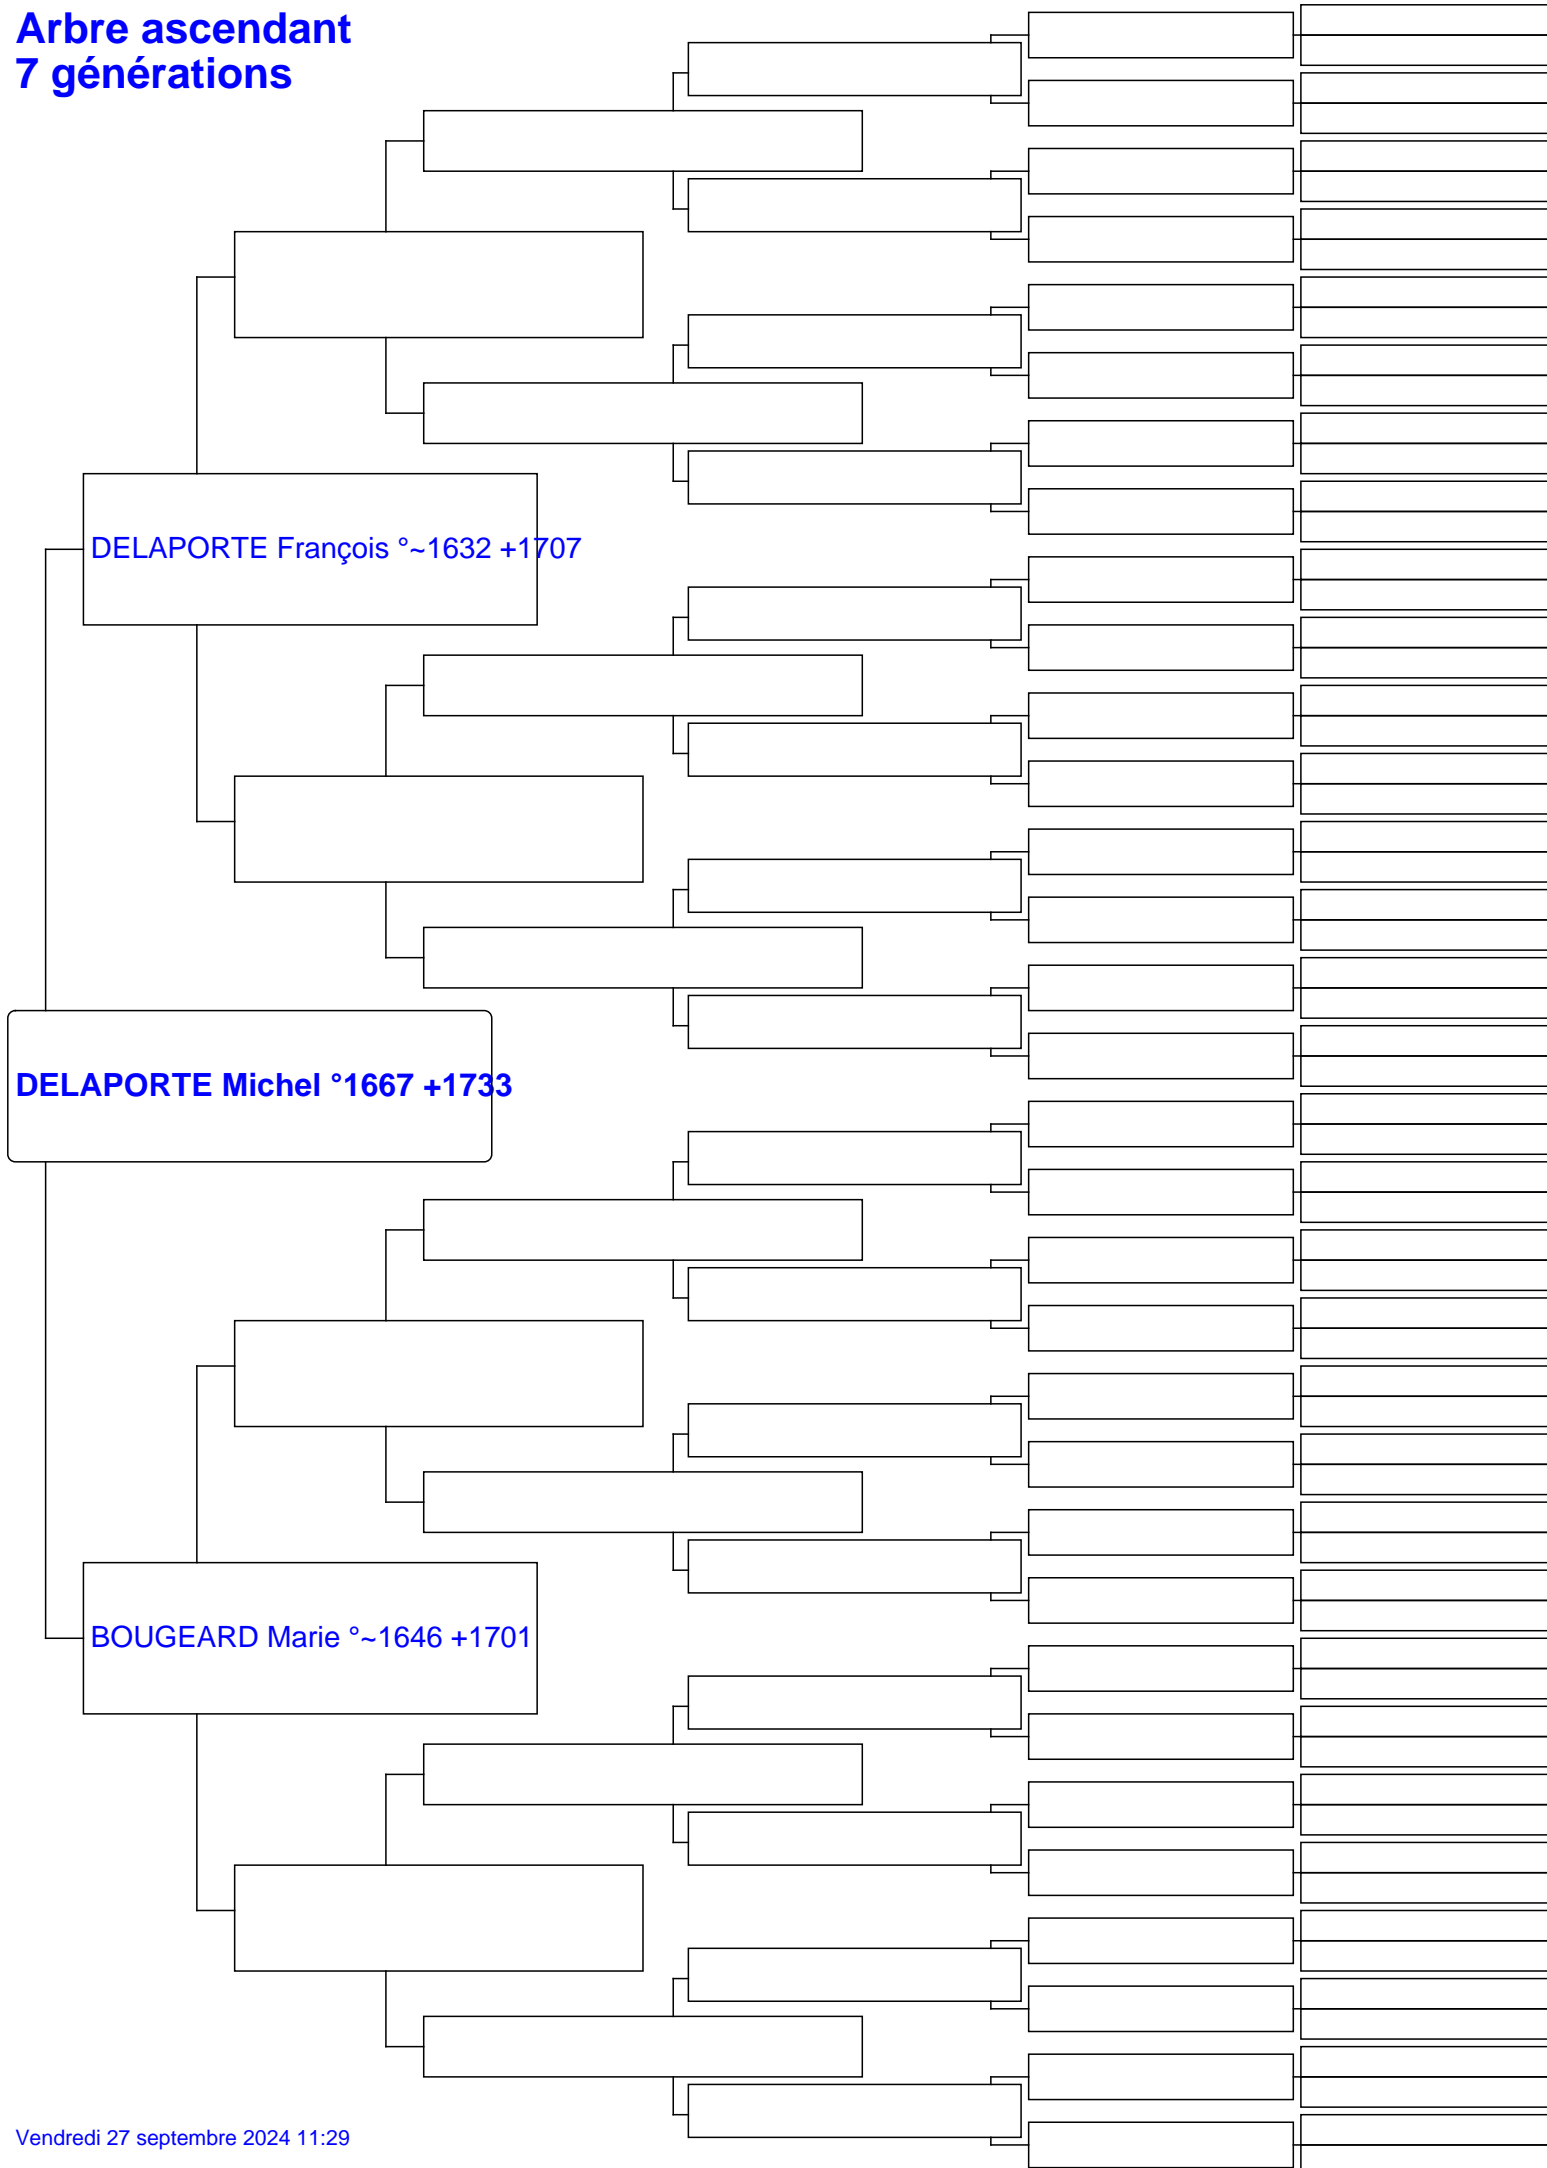 Arbre ascendant
7 générations
DELAPORTE François °~1632 +1707
DELAPORTE Michel °1667 +1733
BOUGEARD Marie °~1646 +1701
Vendredi 27 septembre 2024 11:29